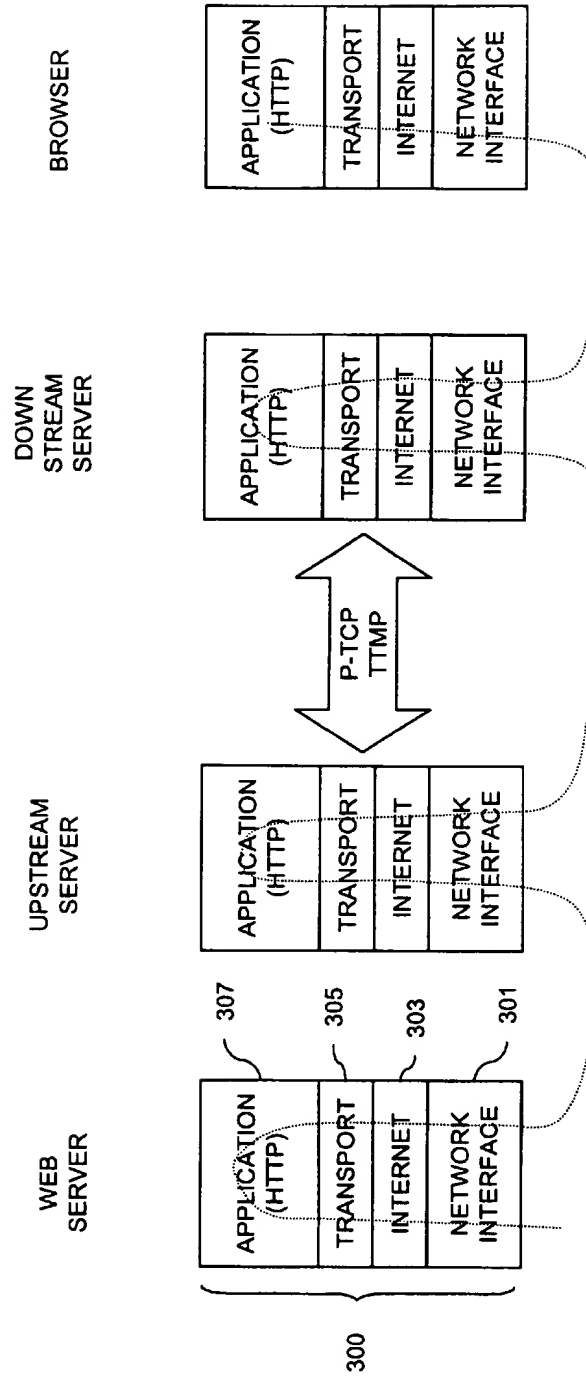 WEB
SERVER
UPSTREAM
SERVER
DOWN
STREAM
SERVER
BROWSER
300
APPLICATION
(HTTP)
307
TRANSPORT
305
INTERNET
303
NETWORK
INTERFACE
301
APPLICATION
(HTTP)
TRANSPORT
INTERNET
NETWORK
INTERFACE
P-TCP
TTMP
APPLICATION
(HTTP)
TRANSPORT
INTERNET
NETWORK
INTERFACE
APPLICATION
(HTTP)
TRANSPORT
INTERNET
NETWORK
INTERFACE